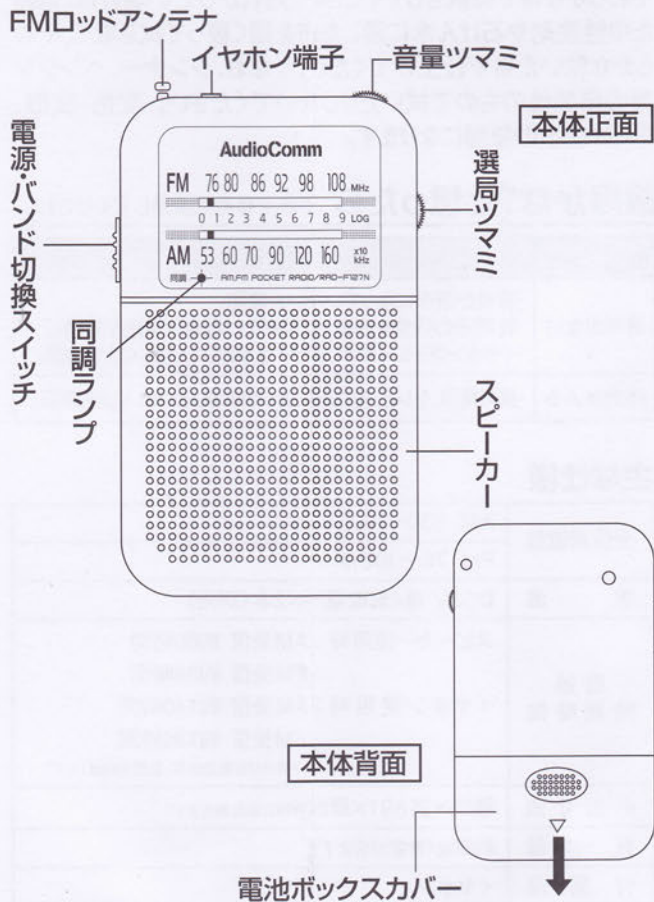 FMロッドアンテナ
イヤホン端子
音量ツマミ
本体正面
電源・バンド切換スイッチ
選局ツマミ
AudioComm
FM 76 80 86 92 98 108 MHz
0 1 2 3 4 5 6 7 8 9 LOG
AM 53 60 70 90 120 160 x10 kHz
同調 AM,FM POCKET RADIO/RAD-F127N
同調ランプ
スピーカー
本体背面
電池ボックスカバー